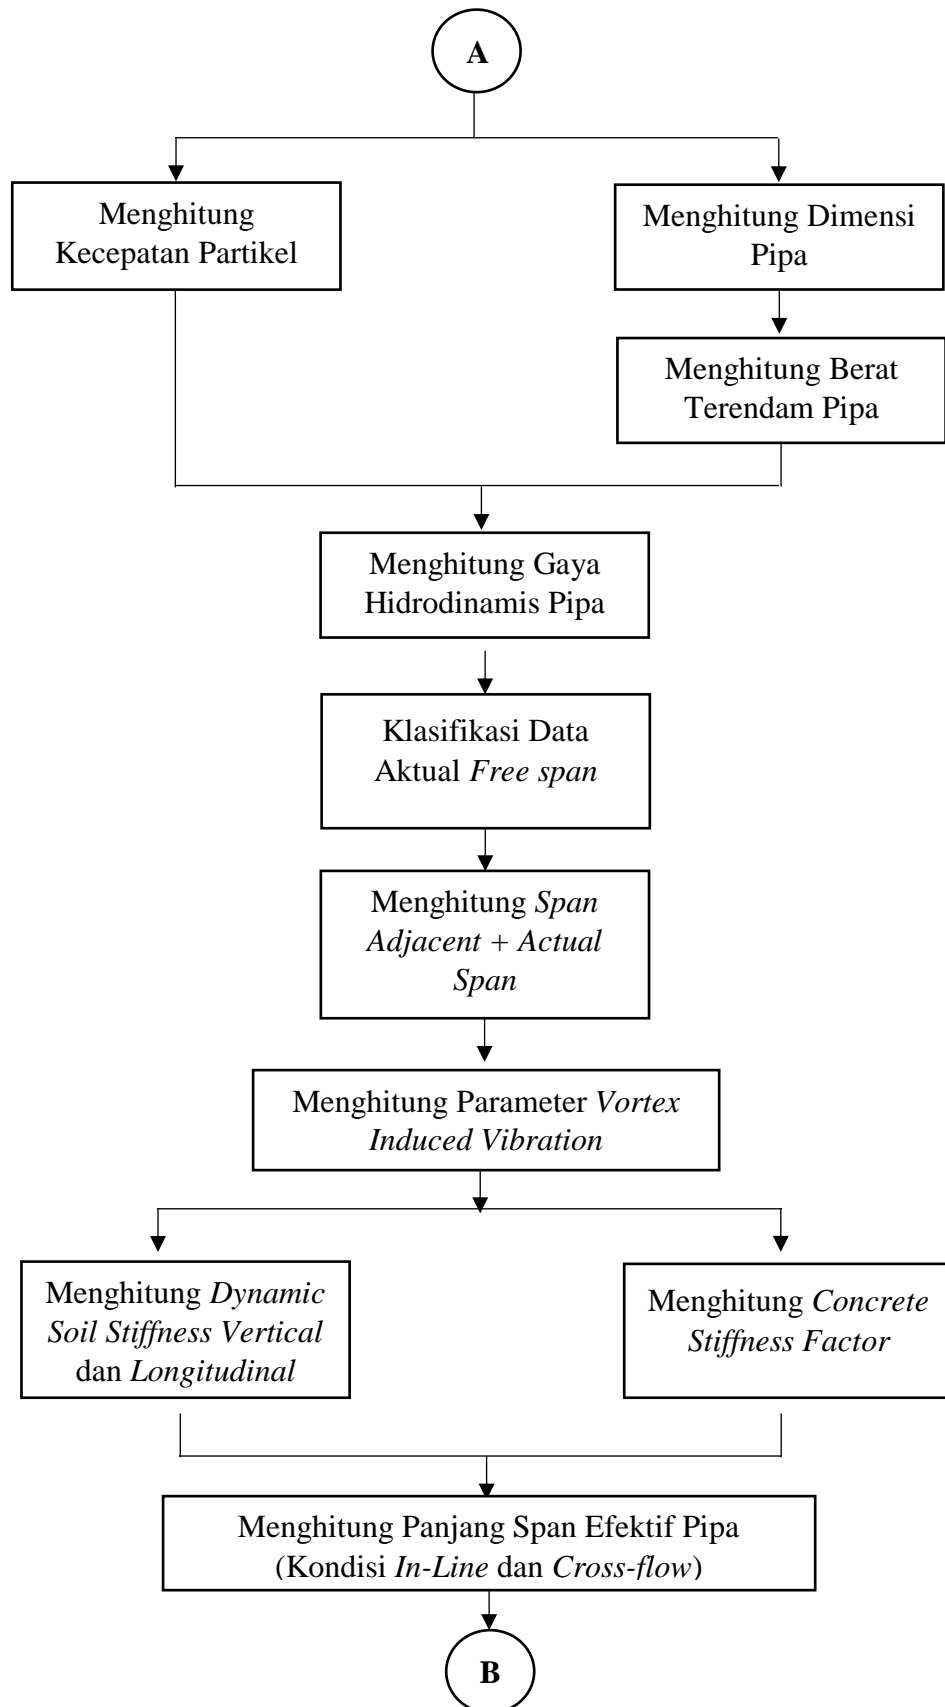 A
Menghitung
Kecepatan Partikel
Menghitung Dimensi
Pipa
Menghitung Berat
Terendam Pipa
Menghitung Gaya
Hidrodinamis Pipa
Klasifikasi Data
Aktual Free span
Menghitung Span
Adjacent + Actual
Span
Menghitung Parameter Vortex
Induced Vibration
Menghitung Dynamic
Soil Stiffness Vertical
dan Longitudinal
Menghitung Concrete
Stiffness Factor
Menghitung Panjang Span Efektif Pipa
(Kondisi In-Line dan Cross-flow)
B